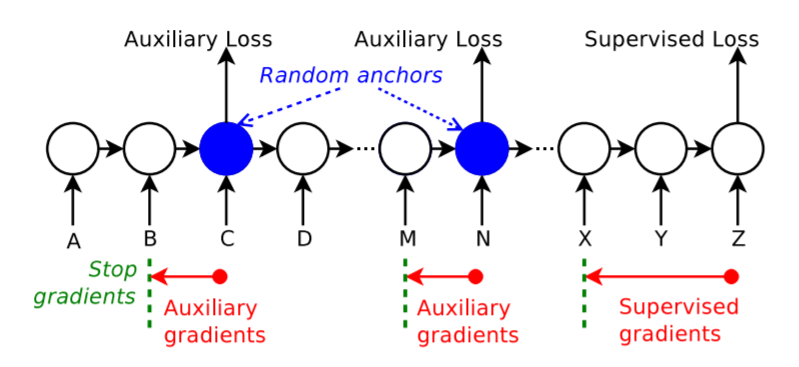 Auxiliary Loss Auxiliary Loss Supervised Loss
Random anchors
A B C D M N X Y Z
Stop
gradients
Auxiliary
gradients
Auxiliary
gradients
Supervised
gradients